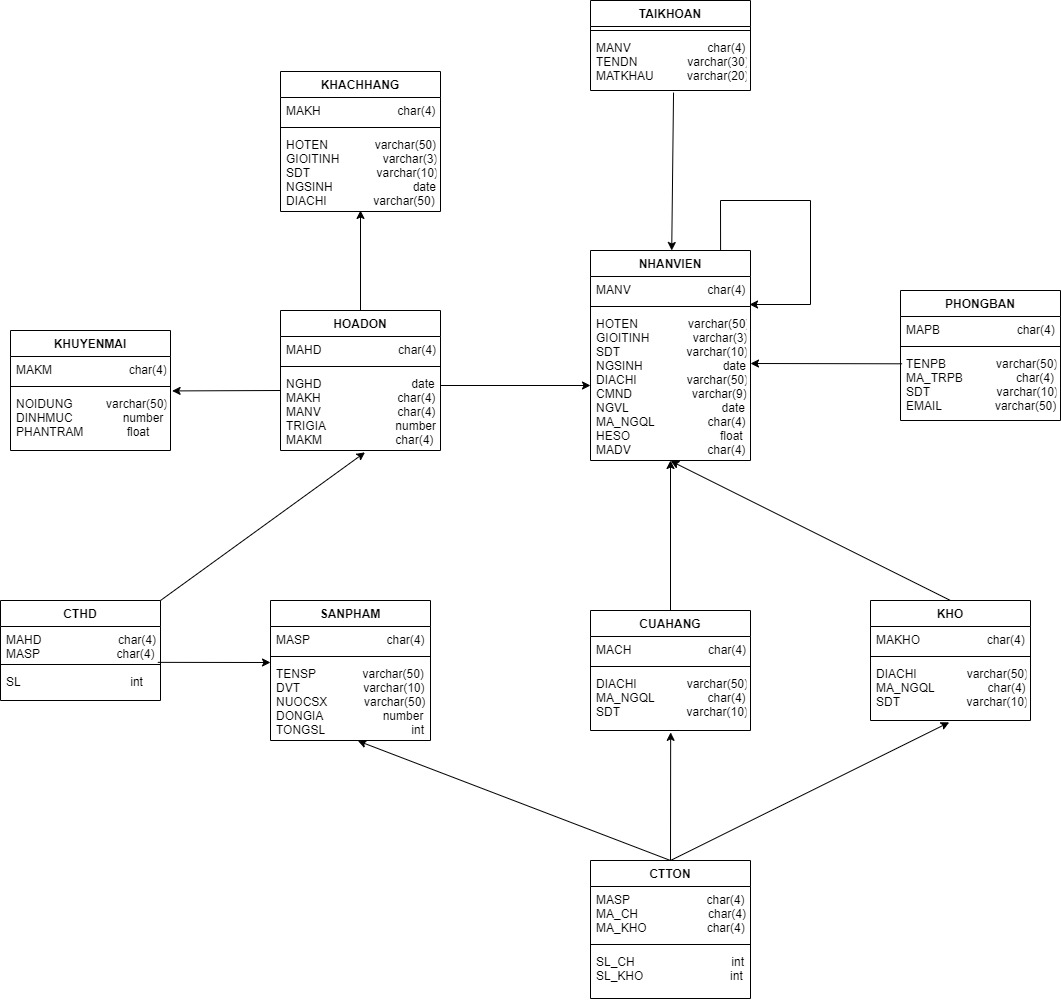 TAIKHOAN
MANV char(4)
TENDN varchar(30)
MATKHAU varchar(20)
KHACHHANG
MAKH char(4)
HOTEN varchar(50)
GIOITINH varchar(3)
SDT varchar(10)
NGSINH date
DIACHI varchar(50)
NHANVIEN
MANV char(4)
HOTEN varchar(50
GIOITINH varchar(3)
SDT varchar(10)
NGSINH date
DIACHI varchar(50)
CMND varchar(9)
NGVL date
MA_NGQL char(4)
HESO float
MADV char(4)
PHONGBAN
MAPB char(4)
TENPB varchar(50)
MA_TRPB char(4)
SDT varchar(10)
EMAIL varchar(50)
HOADON
MAHD char(4)
NGHD date
MAKH char(4)
MANV char(4)
TRIGIA number
MAKM char(4)
KHUYENMAI
MAKM char(4)
NOIDUNG varchar(50)
DINHMUC number
PHANTRAM float
CTHD
MAHD char(4)
MASP char(4)
SL int
SANPHAM
MASP char(4)
TENSP varchar(50)
DVT varchar(10)
NUOCSX varchar(50)
DONGIA number
TONGSL int
CUAHANG
MACH char(4)
DIACHI varchar(50)
MA_NGQL char(4)
SDT varchar(10)
KHO
MAKHO char(4)
DIACHI varchar(50)
MA_NGQL char(4)
SDT varchar(10)
CTTON
MASP char(4)
MA_CH char(4)
MA_KHO char(4)
SL_CH int
SL_KHO int